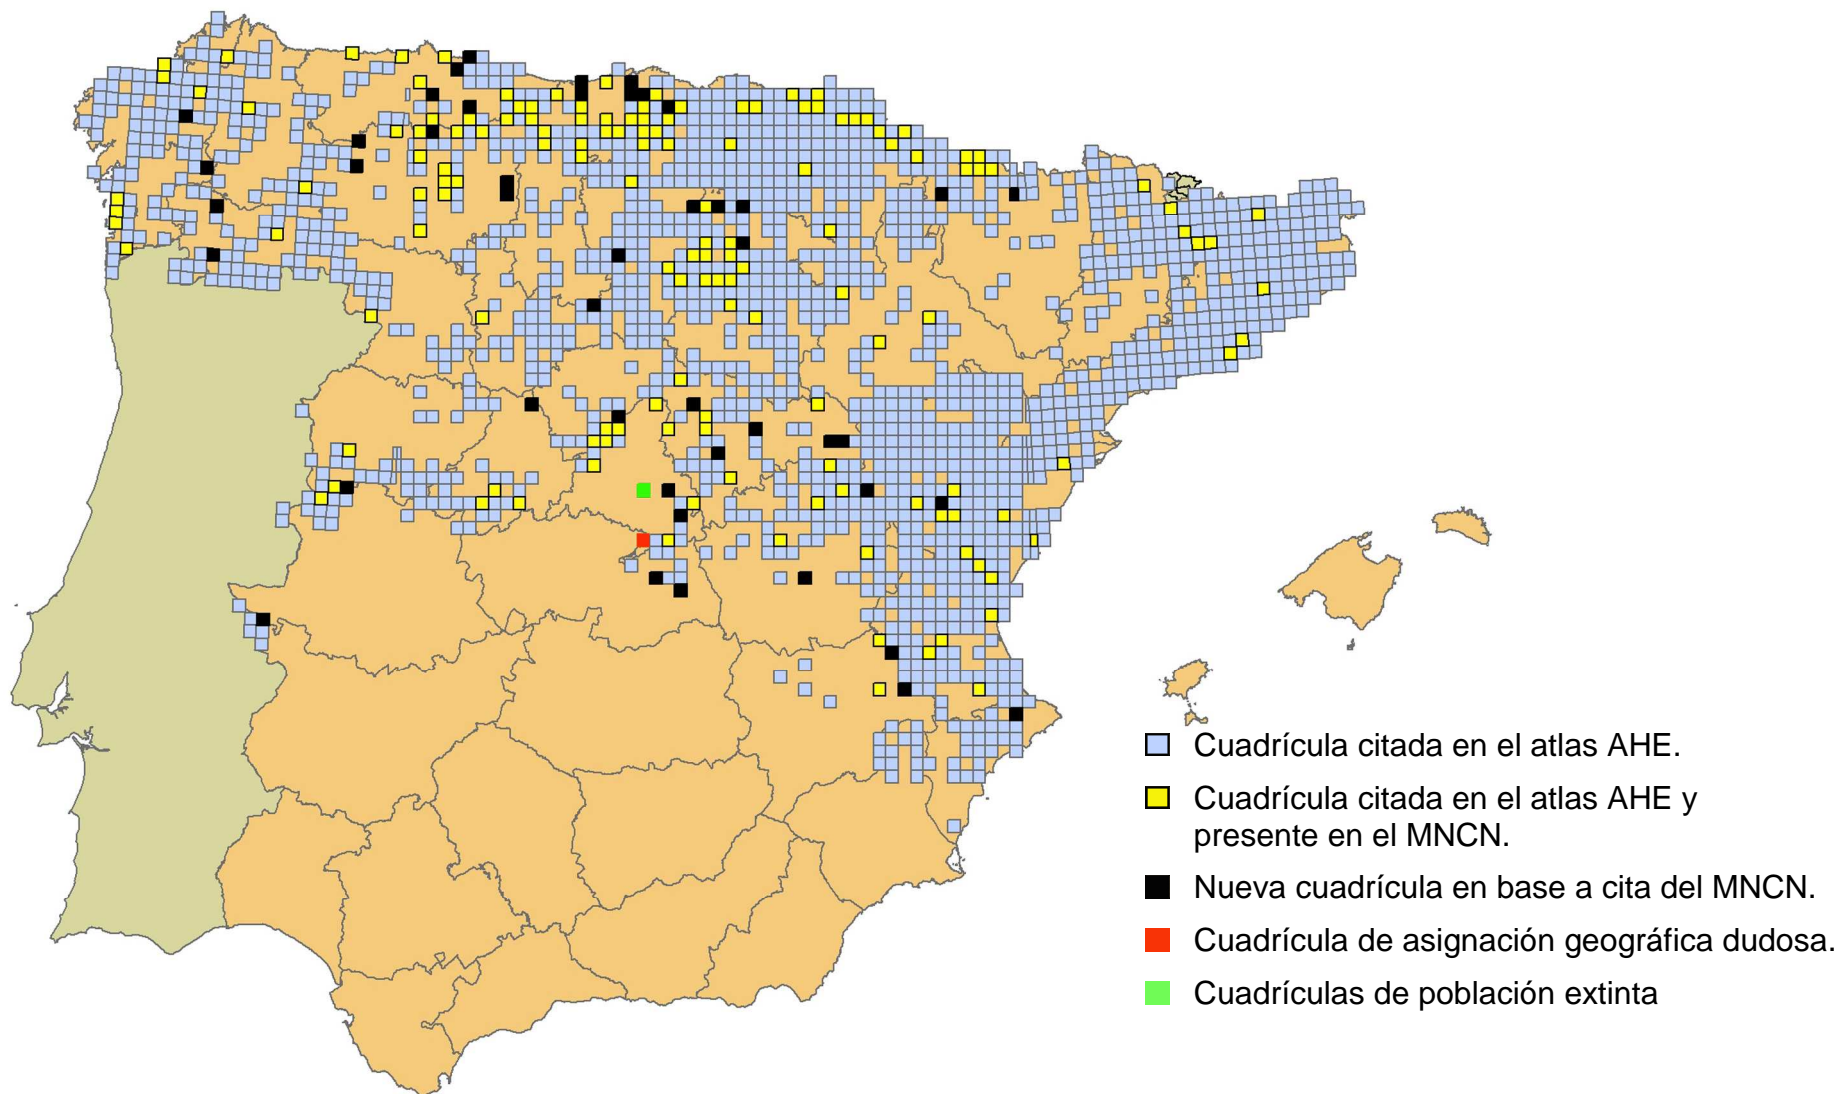 Cuadrícula citada en el atlas AHE.
Cuadrícula citada en el atlas AHE y
presente en el MNCN.
Nueva cuadrícula en base a cita del MNCN.
Cuadrícula de asignación geográfica dudosa.
Cuadrículas de población extinta